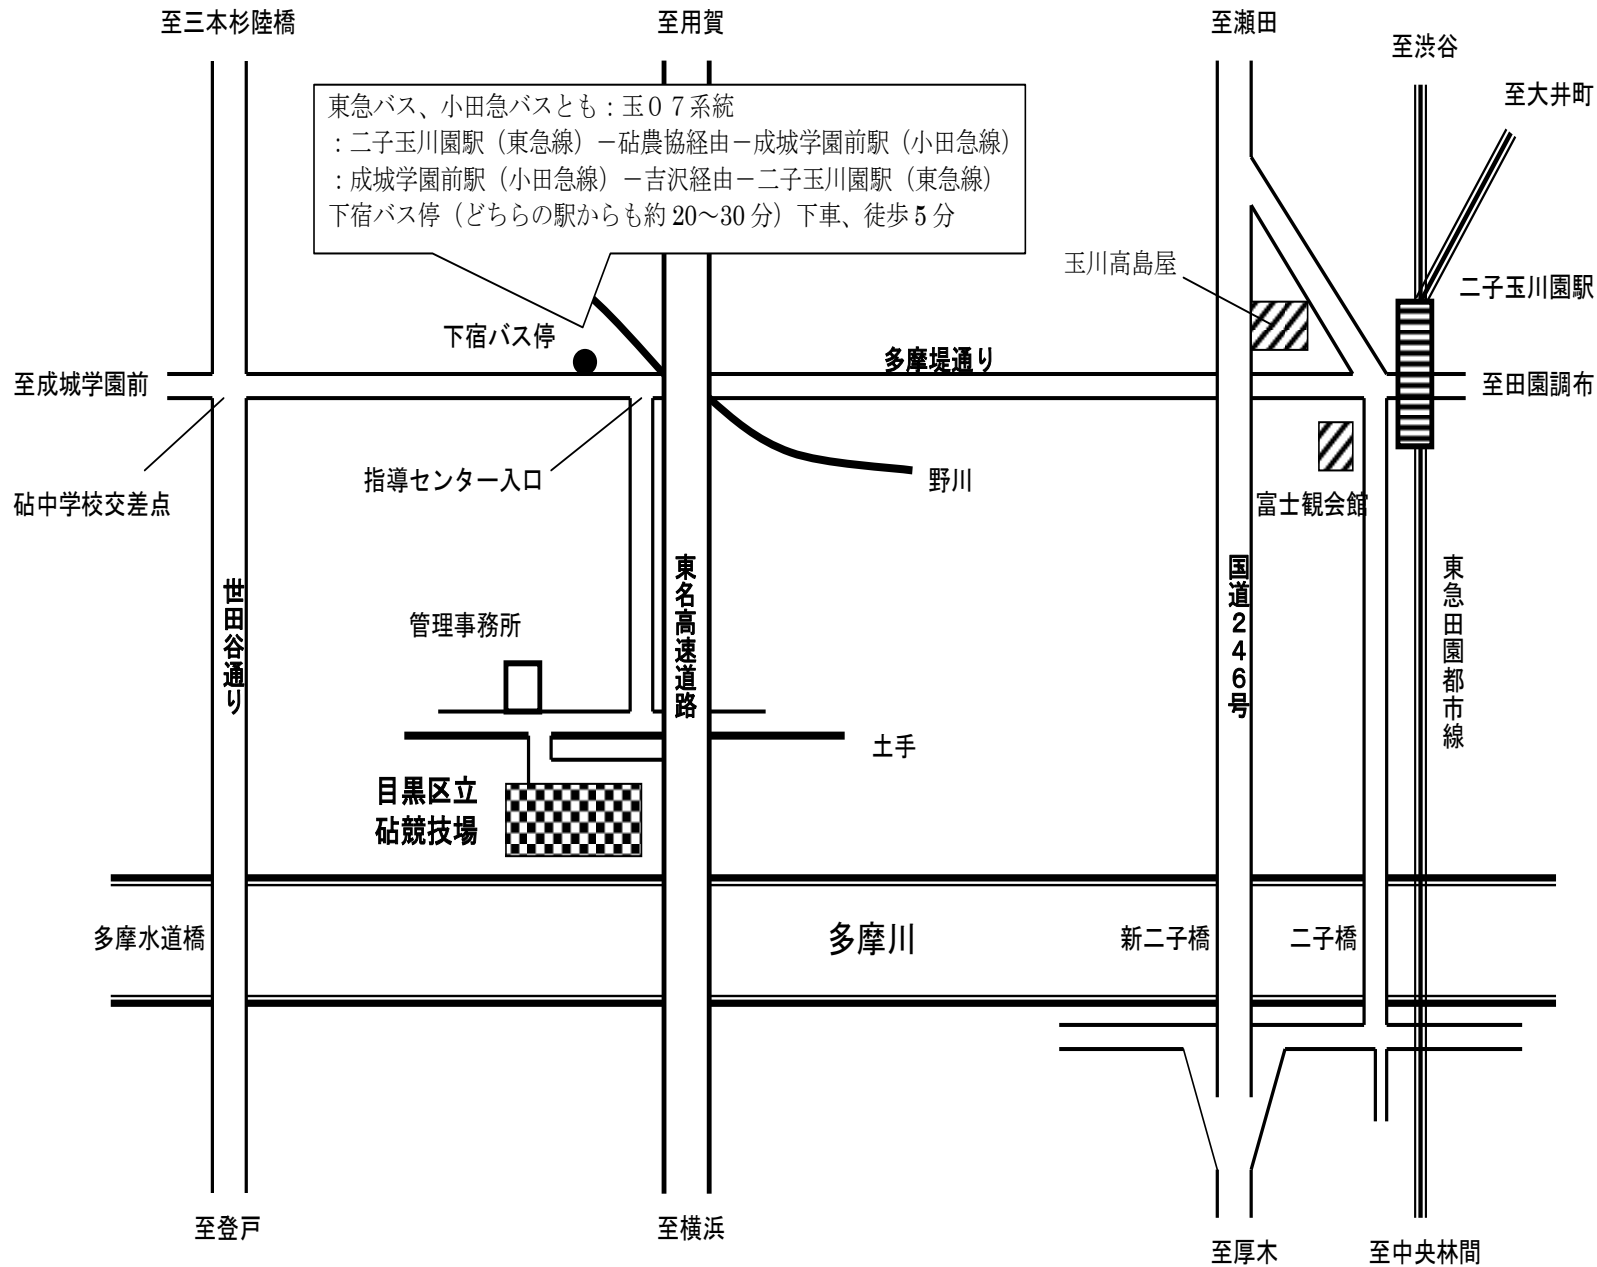 至三本杉陸橋
至用賀
至瀬田
至渋谷
至大井町
東急バス、小田急バスとも：玉０７系統
：二子玉川園駅（東急線）－砧農協経由－成城学園前駅（小田急線）
：成城学園前駅（小田急線）－吉沢経由－二子玉川園駅（東急線）
下宿バス停（どちらの駅からも約 20～30 分）下車、徒歩 5 分
玉川高島屋
二子玉川園駅
下宿バス停
多摩堤通り
至成城学園前
至田園調布
指導センター入口
野川
砧中学校交差点
富士観会館
世田谷通り
東名高速道路
国道２４６号
東急田園都市線
管理事務所
土手
目黒区立
砧競技場
多摩水道橋
多摩川
新二子橋
二子橋
至登戸
至横浜
至厚木
至中央林間